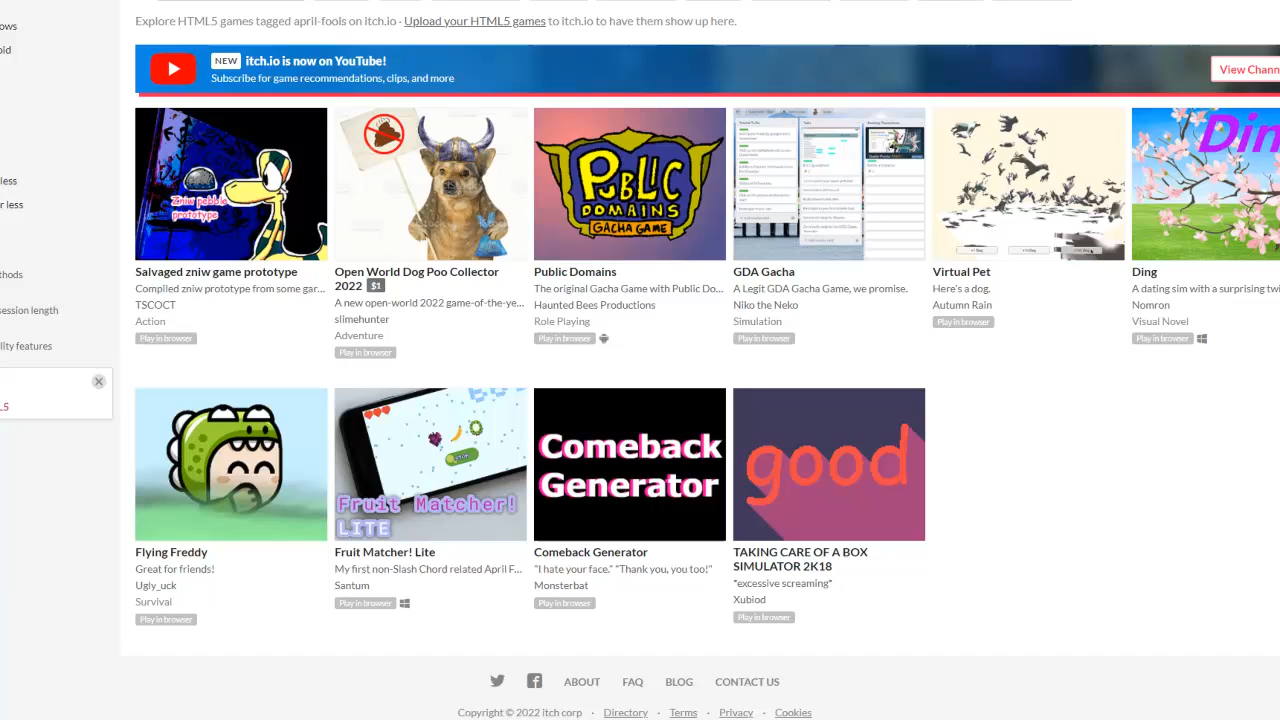 ows
Explore HTML5 games tagged april-fools on itch.io · Upload your HTML5 games to itch.io to have them show up here.
oid
NEW itch.io is now on YouTube!
Subscribe for game recommendations, clips, and more
View Chann
less
r less
thods
session length
lity features
L5
Zniw pebble
prototype
PUBLIC
DOMAINS
GACHA GAME
Din
Salvaged zniw game prototype
Compiled zniw prototype from some gar...
TSCOCT
Action
Play in browser
Open World Dog Poo Collector
2022 $1
A new open-world 2022 game-of-the-ye...
slimehunter
Adventure
Play in browser
Public Domains
The original Gacha Game with Public Do...
Haunted Bees Productions
Role Playing
Play in browser
GDA Gacha
A Legit GDA Gacha Game, we promise.
Niko the Neko
Simulation
Play in browser
Virtual Pet
Here's a dog.
Autumn Rain
Play in browser
Ding
A dating sim with a surprising twi
Nomron
Visual Novel
Play in browser
Fruit Matcher!
LITE
Comeback
Generator
good
Flying Freddy
Great for friends!
Ugly_uck
Survival
Play in browser
Fruit Matcher! Lite
My first non-Slash Chord related April F...
Santum
Play in browser
Comeback Generator
"I hate your face." "Thank you, you too!"
Monsterbat
Play in browser
TAKING CARE OF A BOX
SIMULATOR 2K18
*excessive screaming*
Xubiod
Play in browser
ABOUT FAQ BLOG CONTACT US
Copyright © 2022 itch corp · Directory · Terms · Privacy · Cookies